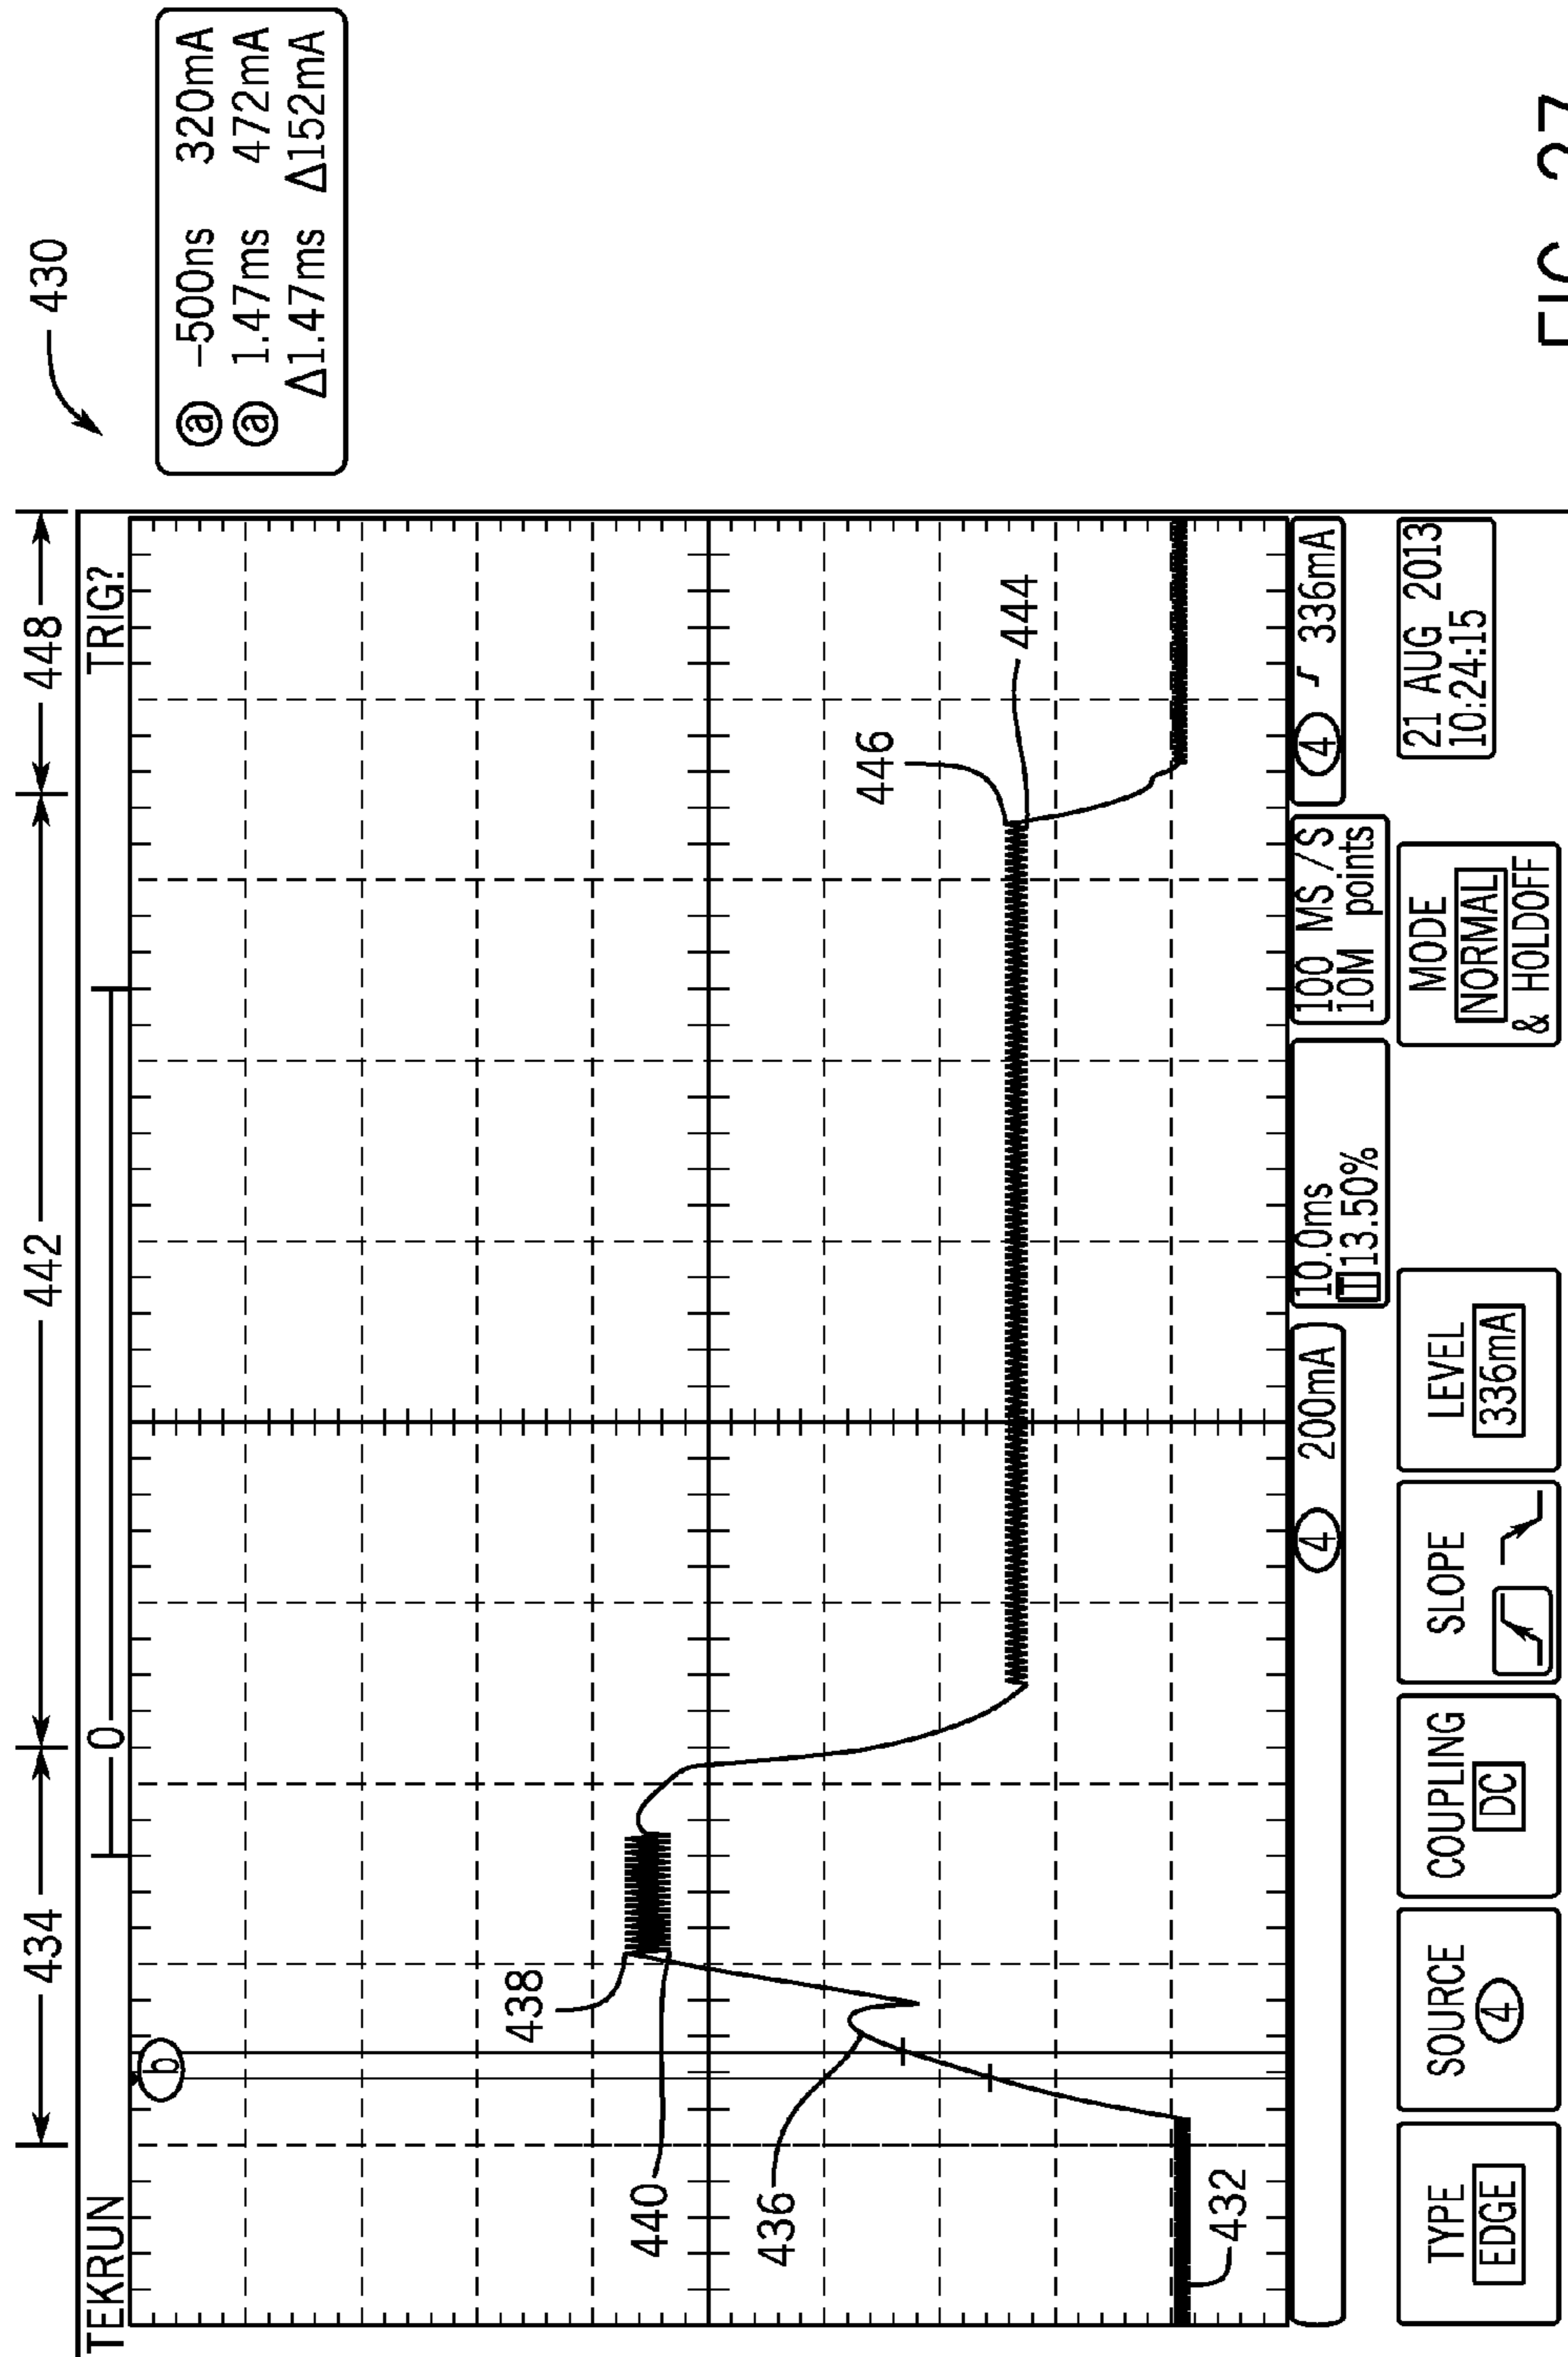 430
434
442
448
TEKRUN
0
TRIG?
ⓐ -500ns 320mA
ⓐ 1.47ms 472mA
Δ1.47ms Δ152mA
b
438
440
436
432
446
444
④ 200mA
10.0ms
T 13.50%
100 MS/S
10M points
④ 336mA
TYPE
EDGE
SOURCE
④
COUPLING
DC
SLOPE
LEVEL
336mA
MODE
NORMAL
& HOLDOFF
21 AUG 2013
10:24:15
FIG. 27